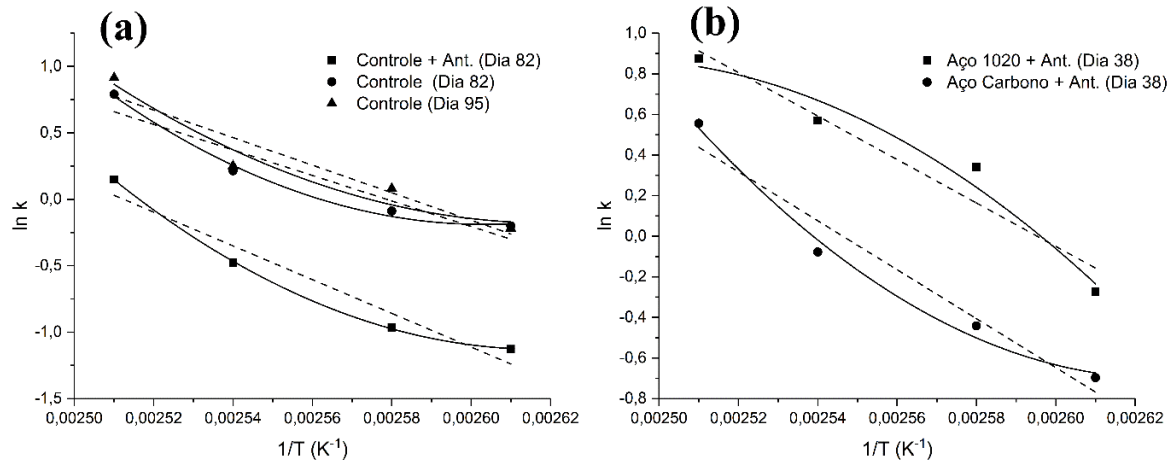 (a)
Controle + Ant. (Dia 82)
Controle (Dia 82)
Controle (Dia 95)
1,0
0,5
0,0
-0,5
-1,0
-1,5
ln k
0,00250 0,00252 0,00254 0,00256 0,00258 0,00260 0,00262
1/T (K⁻¹)
(b)
Aço 1020 + Ant. (Dia 38)
Aço Carbono + Ant. (Dia 38)
1,0
0,8
0,6
0,4
0,2
0,0
-0,2
-0,4
-0,6
-0,8
ln k
0,00250 0,00252 0,00254 0,00256 0,00258 0,00260 0,00262
1/T (K⁻¹)